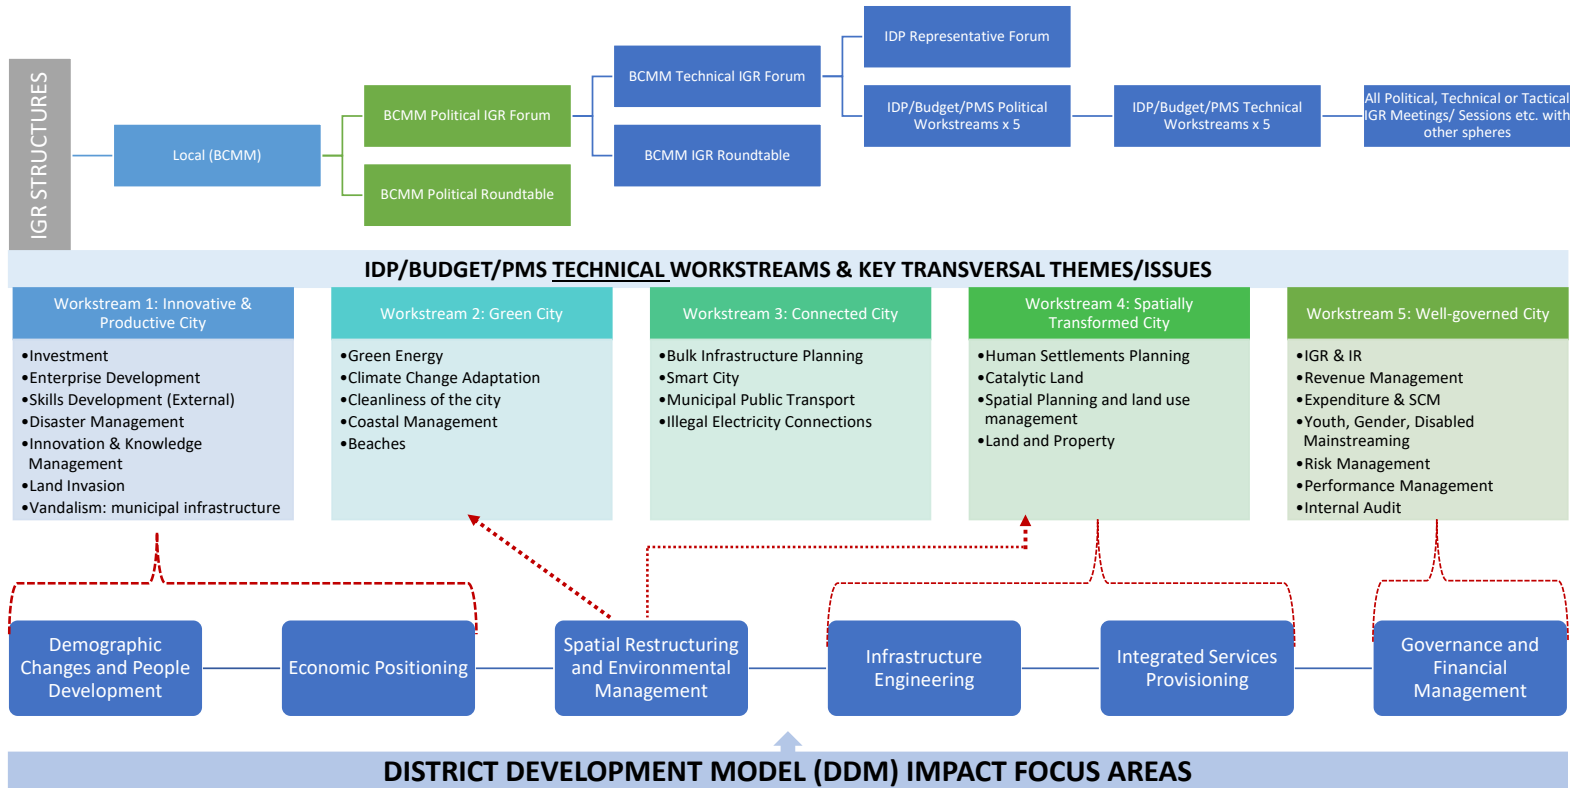 IGR STRUCTURES
Local (BCMM)
BCMM Political IGR Forum
BCMM Political Roundtable
BCMM Technical IGR Forum
BCMM IGR Roundtable
IDP Representative Forum
IDP/Budget/PMS Political
Workstreams x 5
IDP/Budget/PMS Technical
Workstreams x 5
All Political, Technical or Tactical
IGR Meetings/ Sessions etc. with
other spheres
IDP/BUDGET/PMS TECHNICAL WORKSTREAMS & KEY TRANSVERSAL THEMES/ISSUES
Workstream 1: Innovative &
Productive City
•Investment
•Enterprise Development
•Skills Development (External)
•Disaster Management
•Innovation & Knowledge
Management
•Land Invasion
•Vandalism: municipal infrastructure
Workstream 2: Green City
•Green Energy
•Climate Change Adaptation
•Cleanliness of the city
•Coastal Management
•Beaches
Workstream 3: Connected City
•Bulk Infrastructure Planning
•Smart City
•Municipal Public Transport
•Illegal Electricity Connections
Workstream 4: Spatially
Transformed City
•Human Settlements Planning
•Catalytic Land
•Spatial Planning and land use
management
•Land and Property
Workstream 5: Well-governed City
•IGR & IR
•Revenue Management
•Expenditure & SCM
•Youth, Gender, Disabled
Mainstreaming
•Risk Management
•Performance Management
•Internal Audit
Demographic
Changes and People
Development
Economic Positioning
Spatial Restructuring
and Environmental
Management
Infrastructure
Engineering
Integrated Services
Provisioning
Governance and
Financial
Management
DISTRICT DEVELOPMENT MODEL (DDM) IMPACT FOCUS AREAS